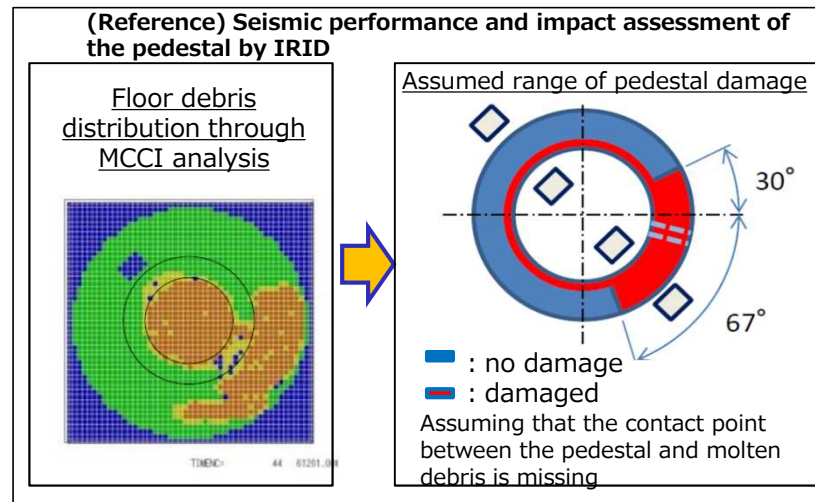 (Reference) Seismic performance and impact assessment of
the pedestal by IRID
Floor debris
distribution through
MCCI analysis
TIMENC= 44 61201.00
Assumed range of pedestal damage
30°
67°
: no damage
: damaged
Assuming that the contact point
between the pedestal and molten
debris is missing